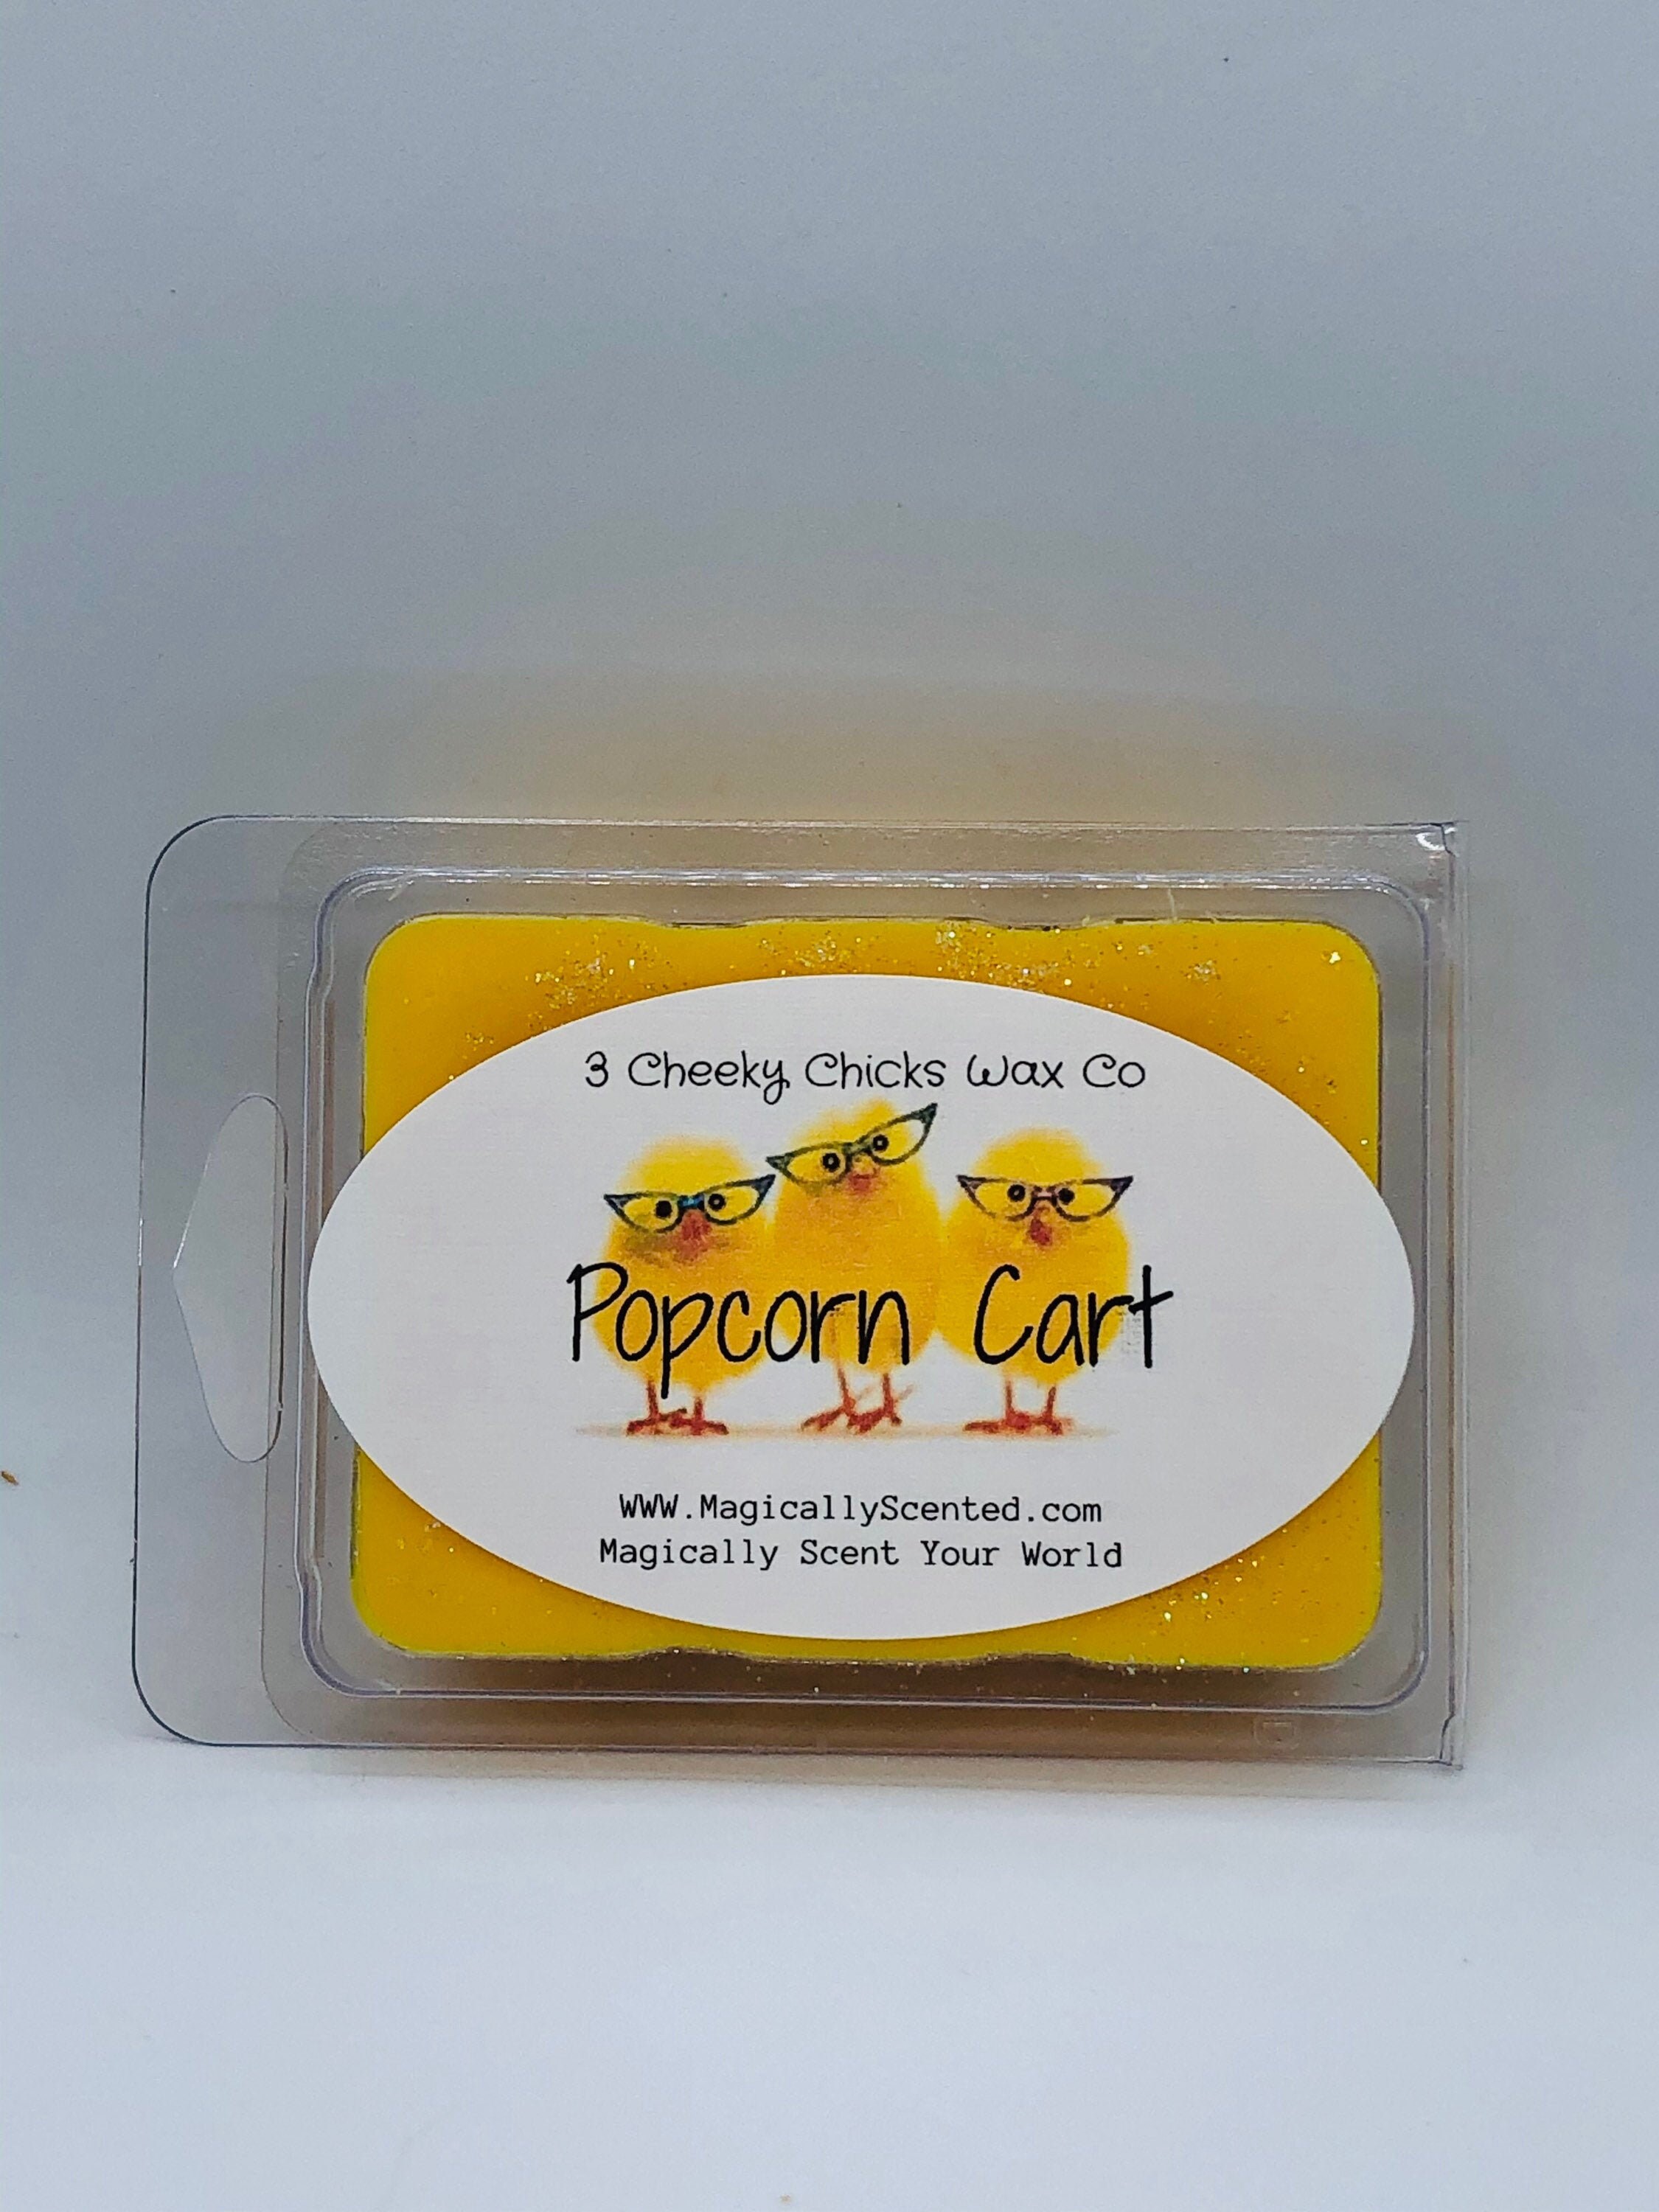 3 Cheeky Chicks Wax Co
Popcorn Cart
WWW.MagicallyScented.com
Magically Scent Your World